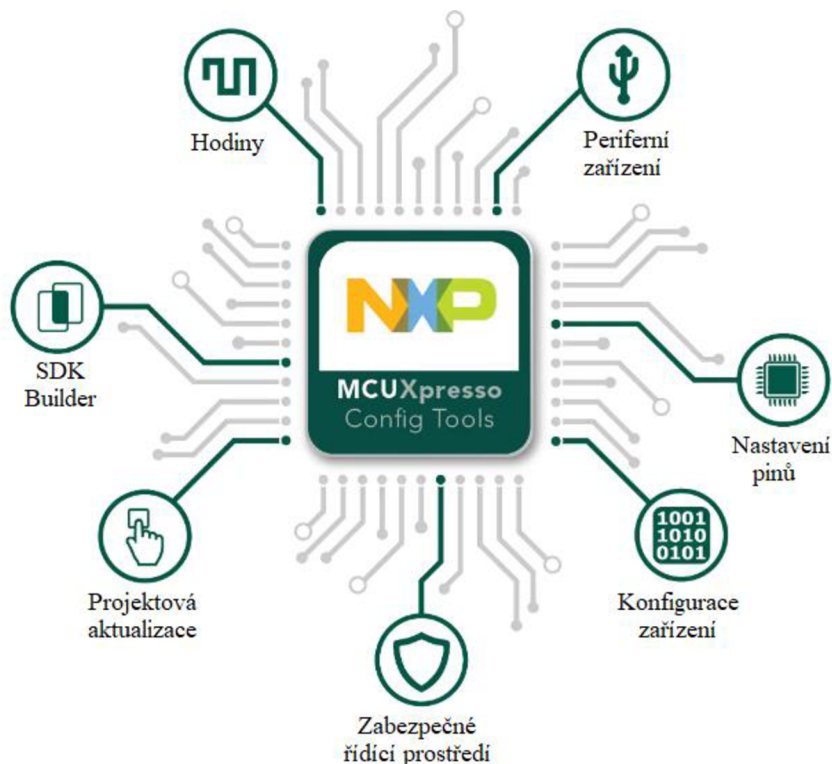 Hodiny
Periferní
zařízení
NXP
MCUXpresso
Config Tools
SDK
Builder
Nastavení
pinů
1001
1010
0101
Projektová
aktualizace
Konfigurace
zařízení
Zabezpečné
řídící prostředí